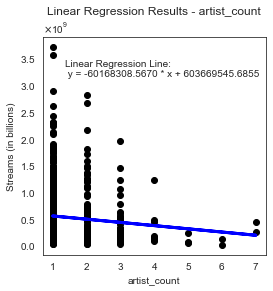 Linear Regression Results - artist_count
×10⁹
Linear Regression Line:
y = -60168308.5670 * x + 603669545.6855
3.5
3.0
2.5
2.0
1.5
1.0
0.5
0.0
Streams (in billions)
1 2 3 4 5 6 7
artist_count